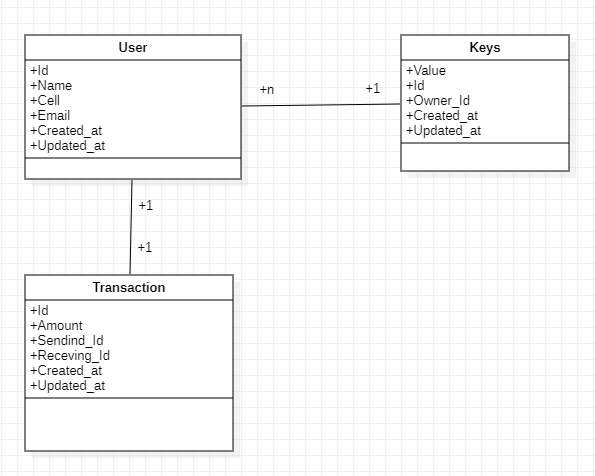 User
+Id
+Name
+Cell
+Email
+Created_at
+Updated_at
+n
+1
Keys
+Value
+Id
+Owner_Id
+Created_at
+Updated_at
+1
+1
Transaction
+Id
+Amount
+Sendind_Id
+Receving_Id
+Created_at
+Updated_at